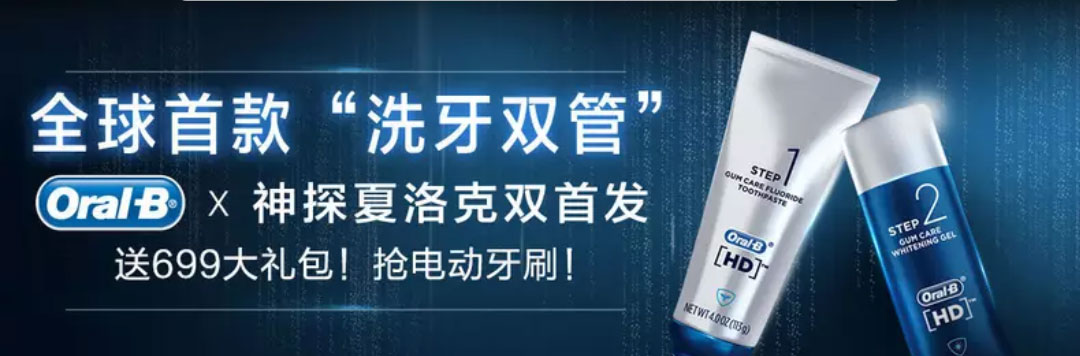 全球首款“洗牙双管”
Oral-B® X 神探夏洛克双首发
送699大礼包！抢电动牙刷！
STEP 1
GUM CARE FLUORIDE
TOOTHPASTE
Oral-B®
[HD]™
NET WT 4.0 OZ (113g)
STEP 2
GUM CARE
WHITENING GEL
Oral-B®
[HD]™